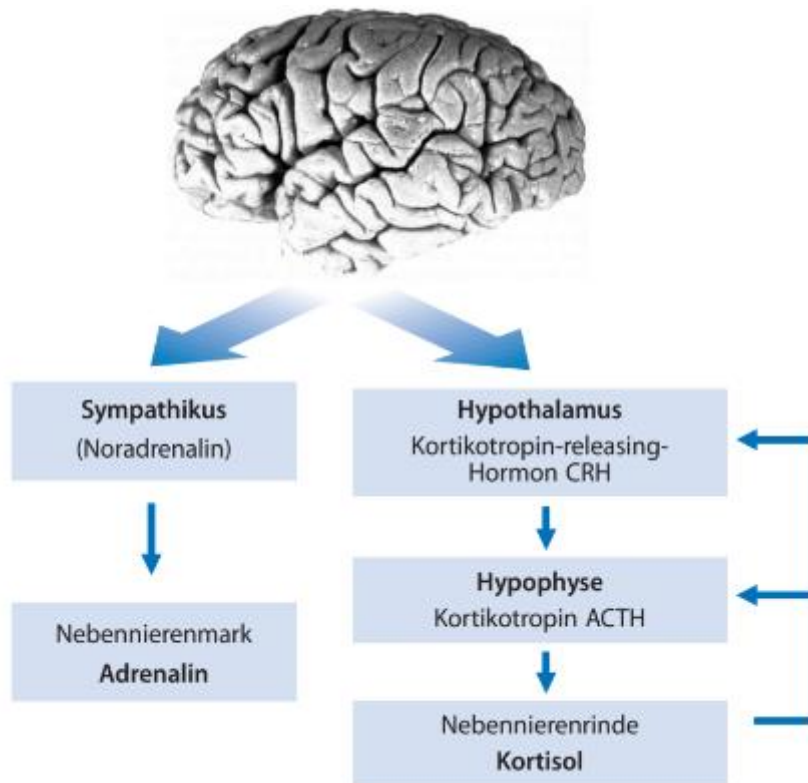 Sympathikus
(Noradrenalin)
Nebennierenmark
Adrenalin
Hypothalamus
Kortikotropin-releasing-
Hormon CRH
Hypophyse
Kortikotropin ACTH
Nebennierenrinde
Kortisol